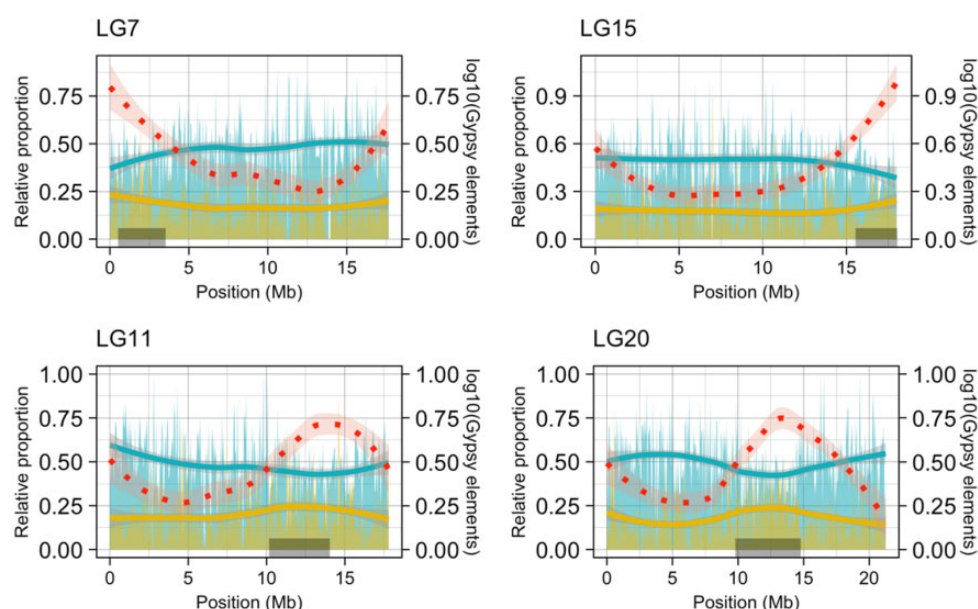 LG7
Relative proportion
0.75
0.50
0.25
0.00
0.75
0.50
0.25
0.00
log10(Gypsy elements)
0 5 10 15
Position (Mb)
LG15
Relative proportion
0.9
0.6
0.3
0.0
0.9
0.6
0.3
0.0
log10(Gypsy elements)
0 5 10 15
Position (Mb)
LG11
Relative proportion
1.00
0.75
0.50
0.25
0.00
1.00
0.75
0.50
0.25
0.00
log10(Gypsy elements)
0 5 10 15
Position (Mb)
LG20
Relative proportion
1.00
0.75
0.50
0.25
0.00
1.00
0.75
0.50
0.25
0.00
log10(Gypsy elements)
0 5 10 15 20
Position (Mb)